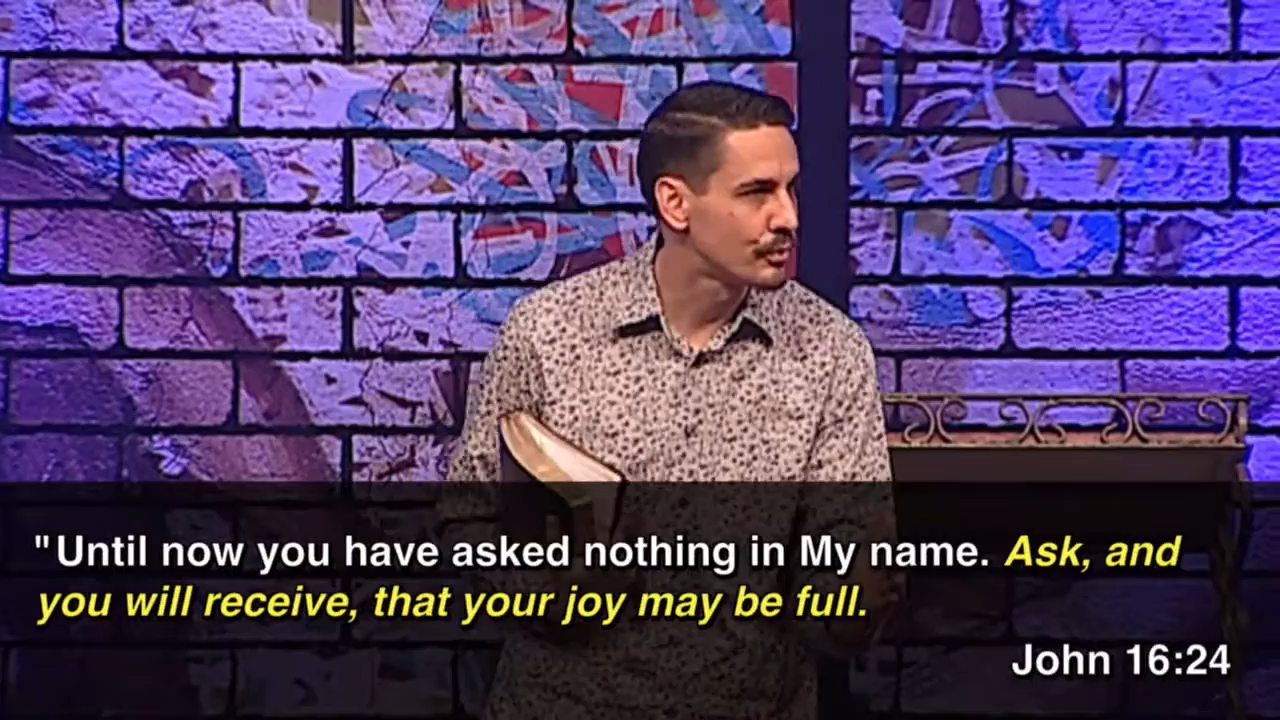 "Until now you have asked nothing in My name. Ask, and
you will receive, that your joy may be full.
John 16:24